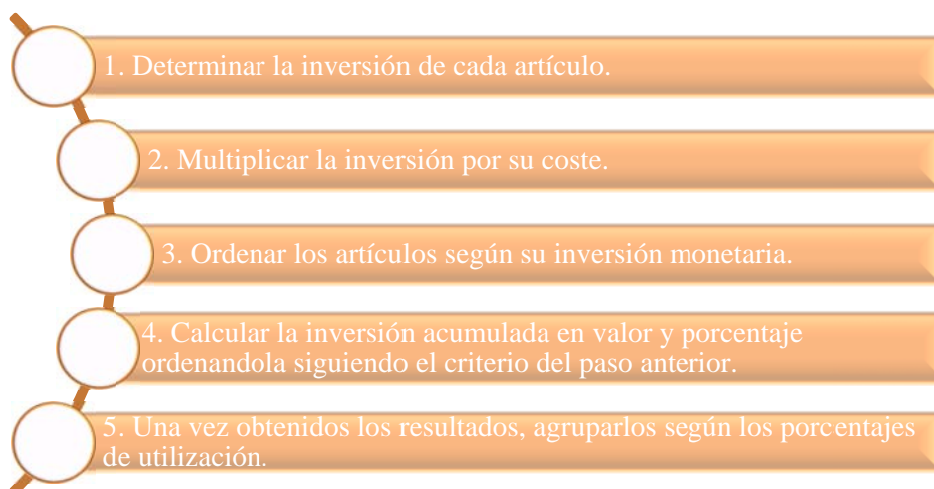 1. Determinar la inversión de cada artículo.
2. Multiplicar la inversión por su coste.
3. Ordenar los artículos según su inversión monetaria.
4. Calcular la inversión acumulada en valor y porcentaje
ordenandola siguiendo el criterio del paso anterior.
5. Una vez obtenidos los resultados, agruparlos según los porcentajes
de utilización.